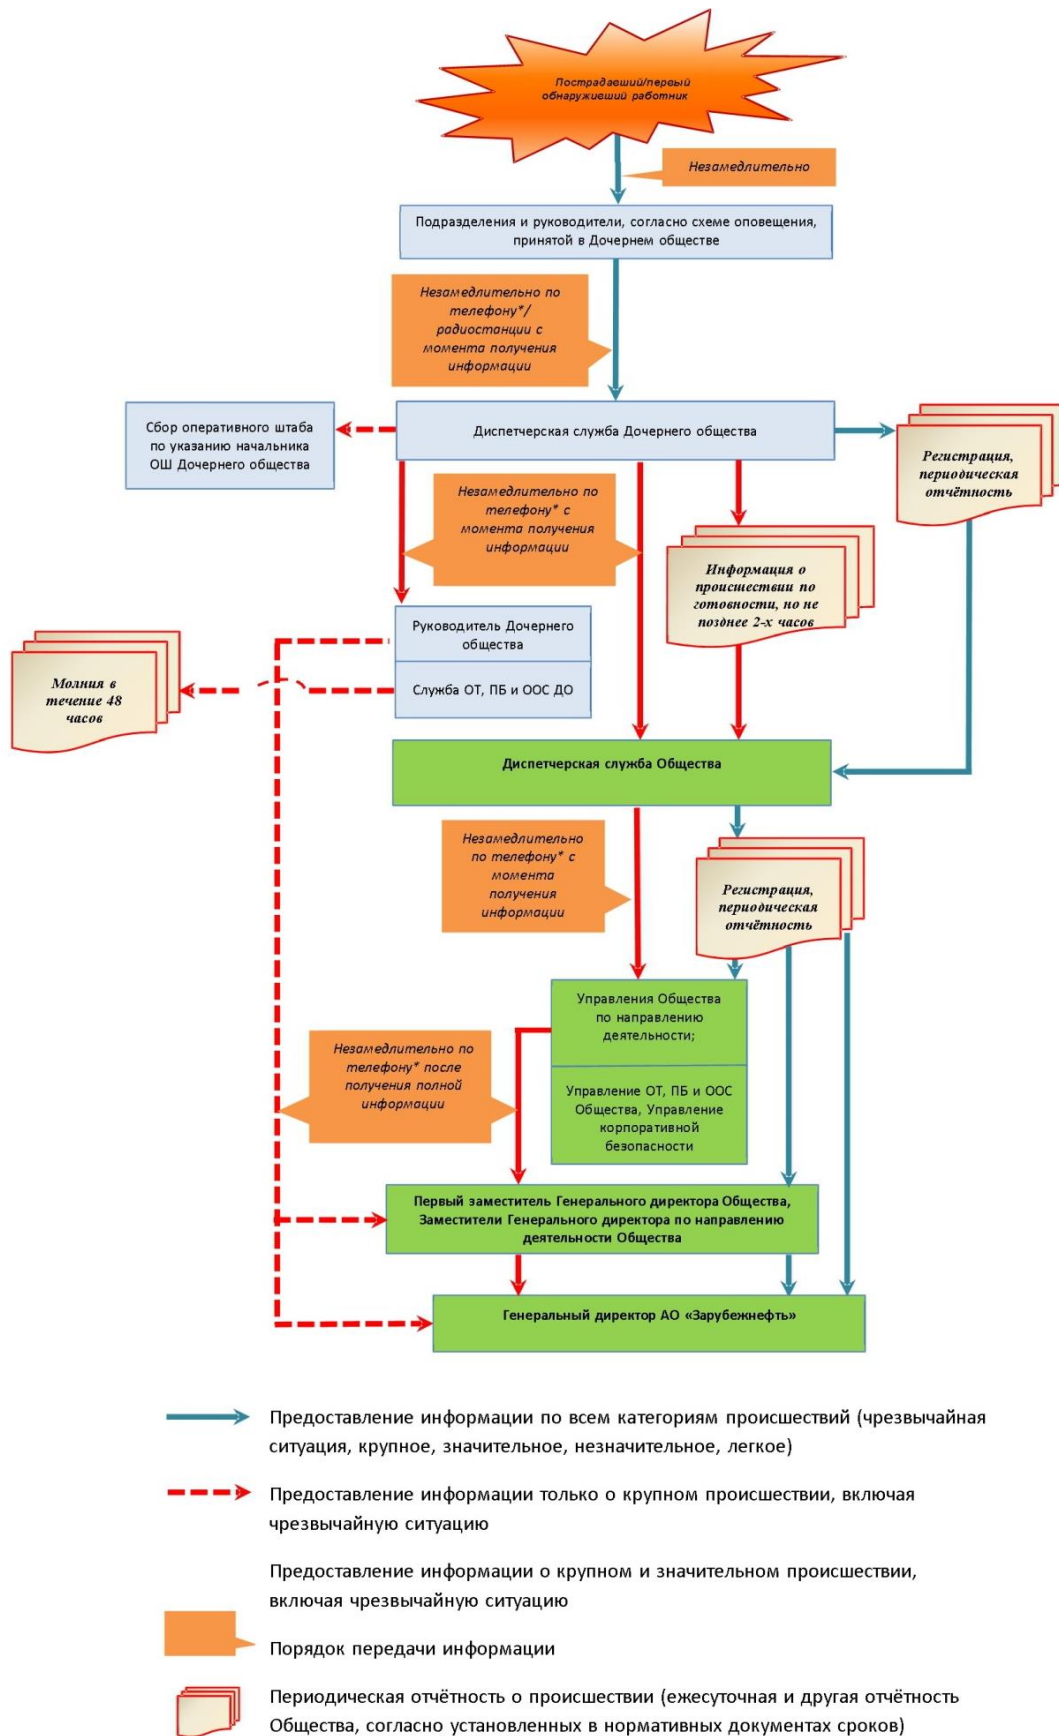 Пострадавший/первый
обнаруживший работник
Незамедлительно
Подразделения и руководители, согласно схеме оповещения,
принятой в Дочернем обществе
Незамедлительно по
телефону*/
радиостанции с
момента получения
информации
Сбор оперативного штаба
по указанию начальника
ОШ Дочернего общества
Диспетчерская служба Дочернего общества
Регистрация,
периодическая
отчётность
Незамедлительно по
телефону* с
момента получения
информации
Информация о
происшествии по
готовности, но не
позднее 2-х часов
Руководитель Дочернего
общества
Служба ОТ, ПБ и ООС ДО
Молния в
течение 48
часов
Диспетчерская служба Общества
Незамедлительно
по телефону* с
момента
получения
информации
Регистрация,
периодическая
отчётность
Управления Общества
по направлению
деятельности;
Управление ОТ, ПБ и ООС
Общества, Управление
корпоративной
безопасности
Незамедлительно по
телефону* после
получения полной
информации
Первый заместитель Генерального директора Общества,
Заместители Генерального директора по направлению
деятельности Общества
Генеральный директор АО «Зарубежнефть»
Предоставление информации по всем категориям происшествий (чрезвычайная
ситуация, крупное, значительное, незначительное, легкое)
Предоставление информации только о крупном происшествии, включая
чрезвычайную ситуацию
Предоставление информации о крупном и значительном происшествии,
включая чрезвычайную ситуацию
Порядок передачи информации
Периодическая отчётность о происшествии (ежесуточная и другая отчётность
Общества, согласно установленных в нормативных документах сроков)